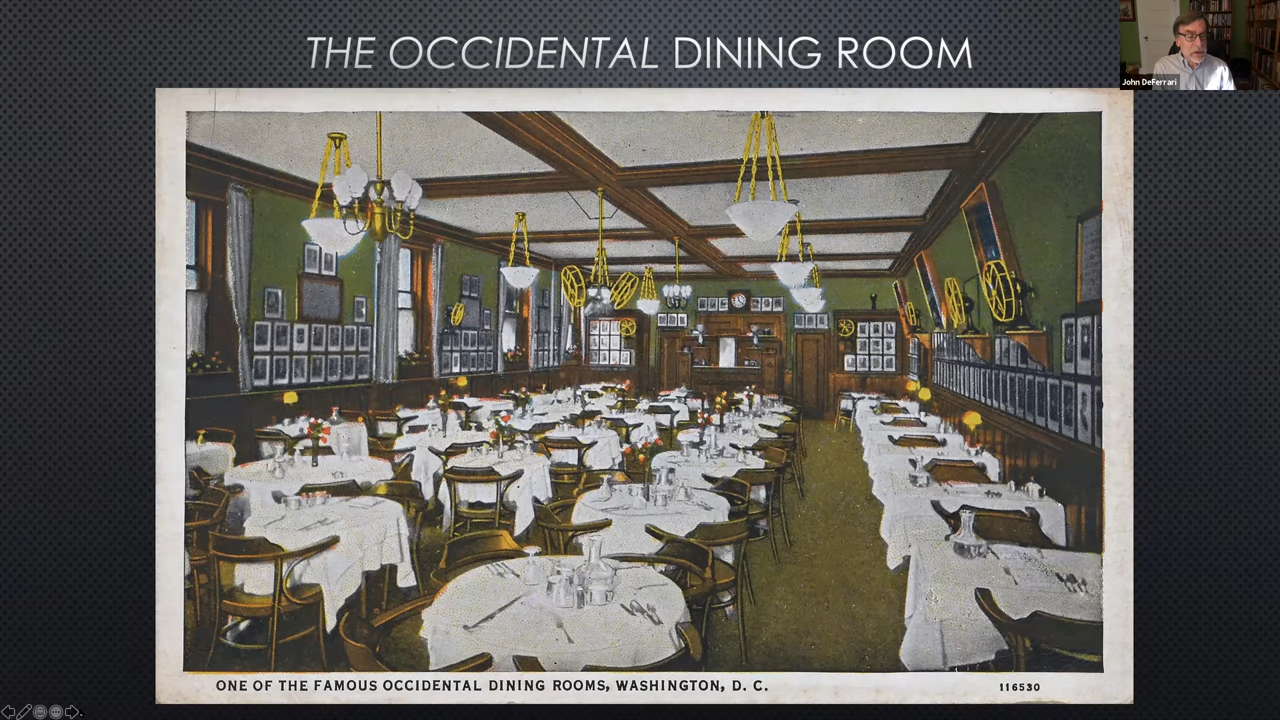 THE OCCIDENTAL DINING ROOM
John DeFerrari
ONE OF THE FAMOUS OCCIDENTAL DINING ROOMS, WASHINGTON, D. C.
116530